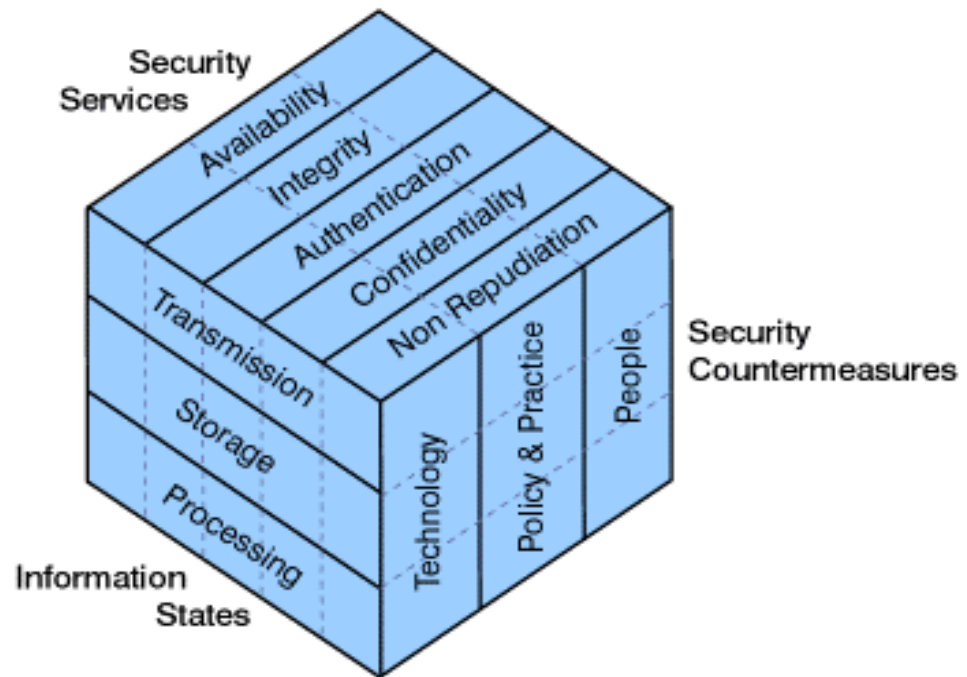 Security
Services
Availability
Integrity
Authentication
Confidentiality
Non Repudiation
Transmission
Storage
Processing
Information
States
Technology
Policy & Practice
People
Security
Countermeasures